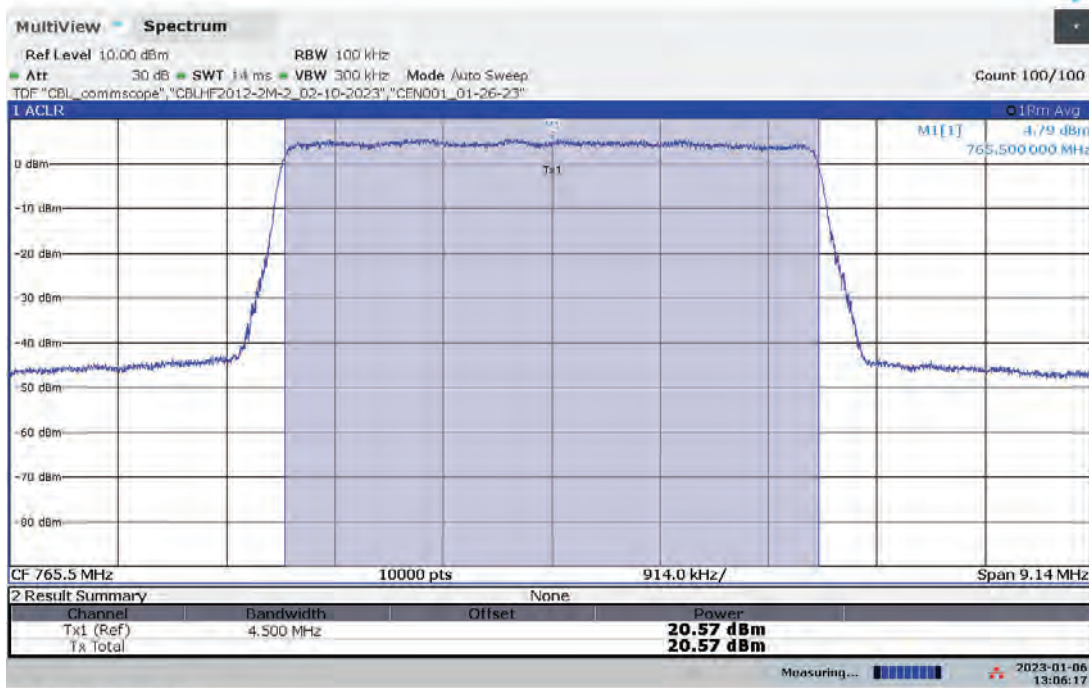 MultiView Spectrum
Ref Level 10.00 dBm RBW 100 kHz
Att 30 dB SWT 14 ms VBW 300 kHz Mode Auto Sweep Count 100/100
TDF "CBL_commscope","CBLHF2012-2M-2_02-10-2023","CEN001_01-26-23"
1 ACLR 1Rm Avg
M1[1] 4.79 dBm
765.500000 MHz
M1
Tx1
0 dBm
-10 dBm
-20 dBm
-30 dBm
-40 dBm
-50 dBm
-60 dBm
-70 dBm
-80 dBm
CF 765.5 MHz 10000 pts 914.0 kHz/ Span 9.14 MHz
2 Result Summary None
Channel Bandwidth Offset Power
Tx1 (Ref) 4.500 MHz 20.57 dBm
Tx Total 20.57 dBm
Measuring... 2023-01-06
13:06:17